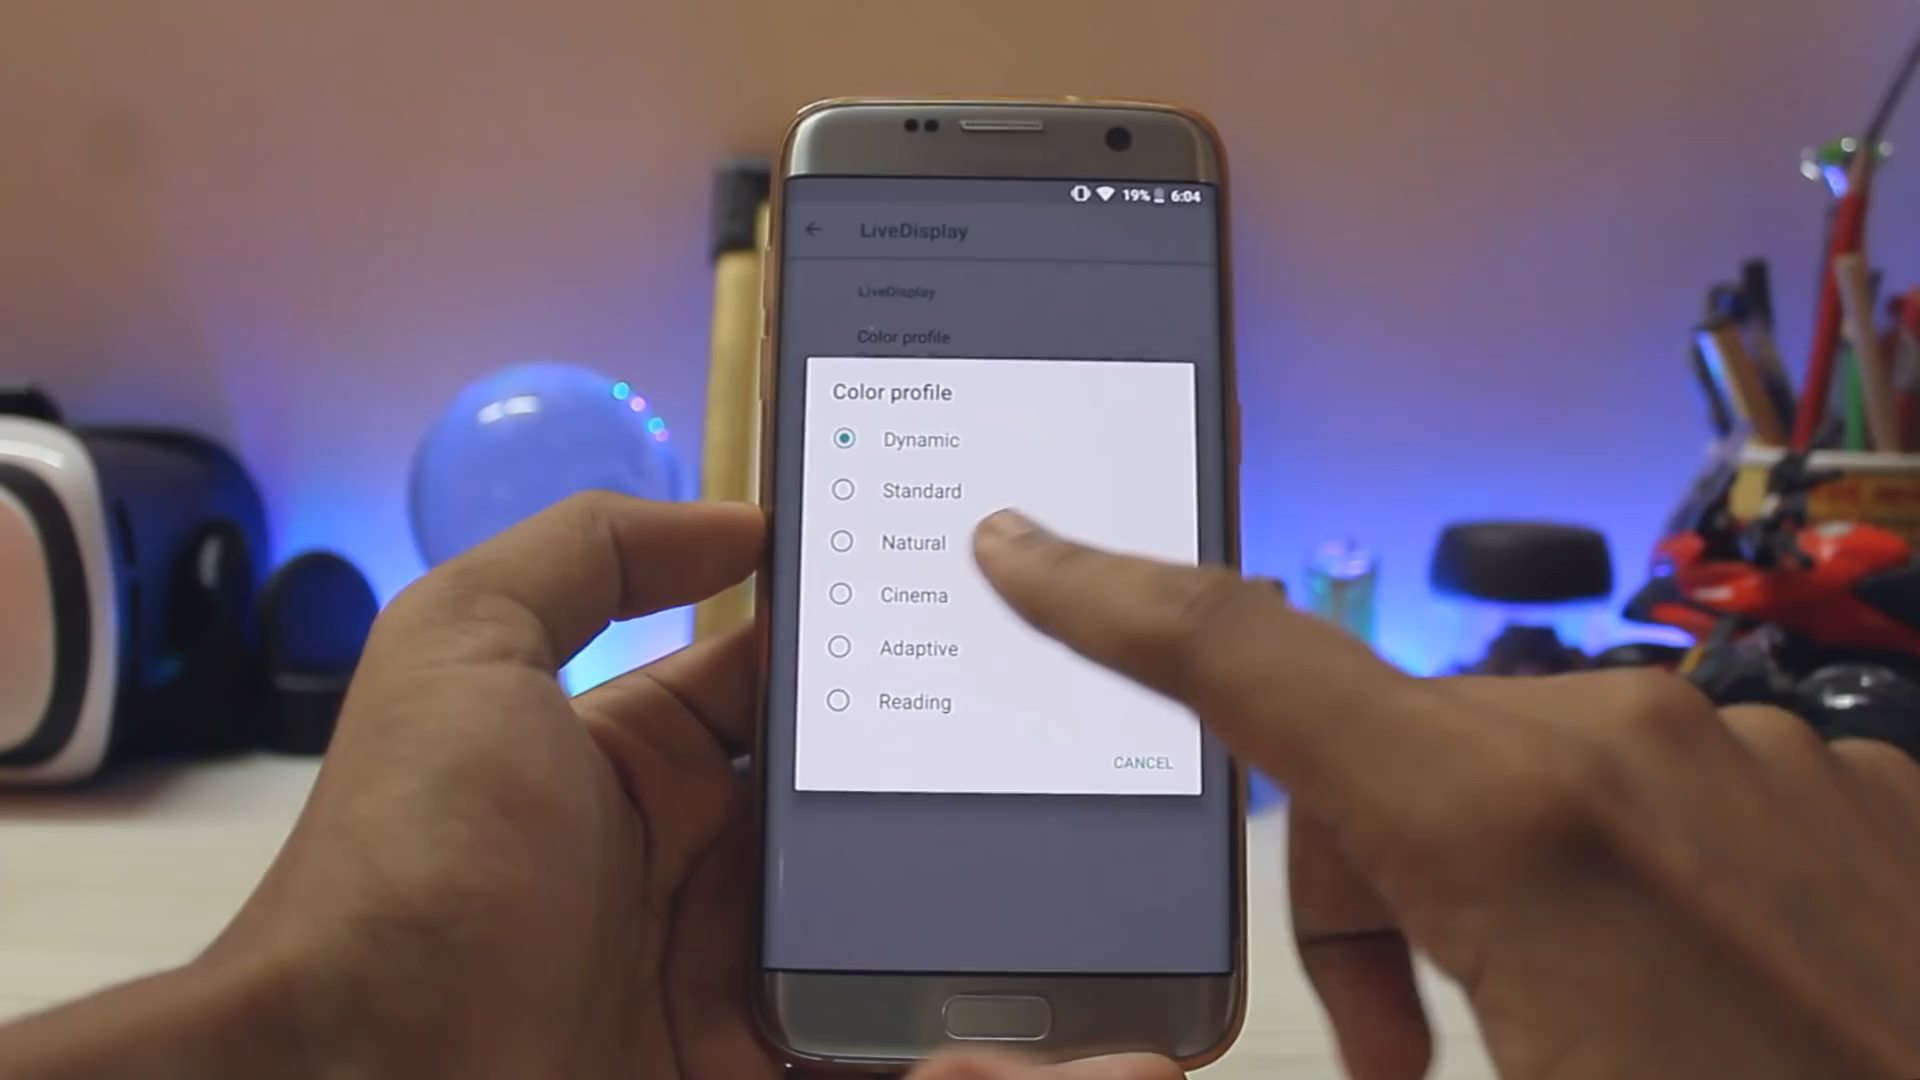 19% 6:04
LiveDisplay
LiveDisplay
Color profile
Color profile
Dynamic
Standard
Natural
Cinema
Adaptive
Reading
CANCEL